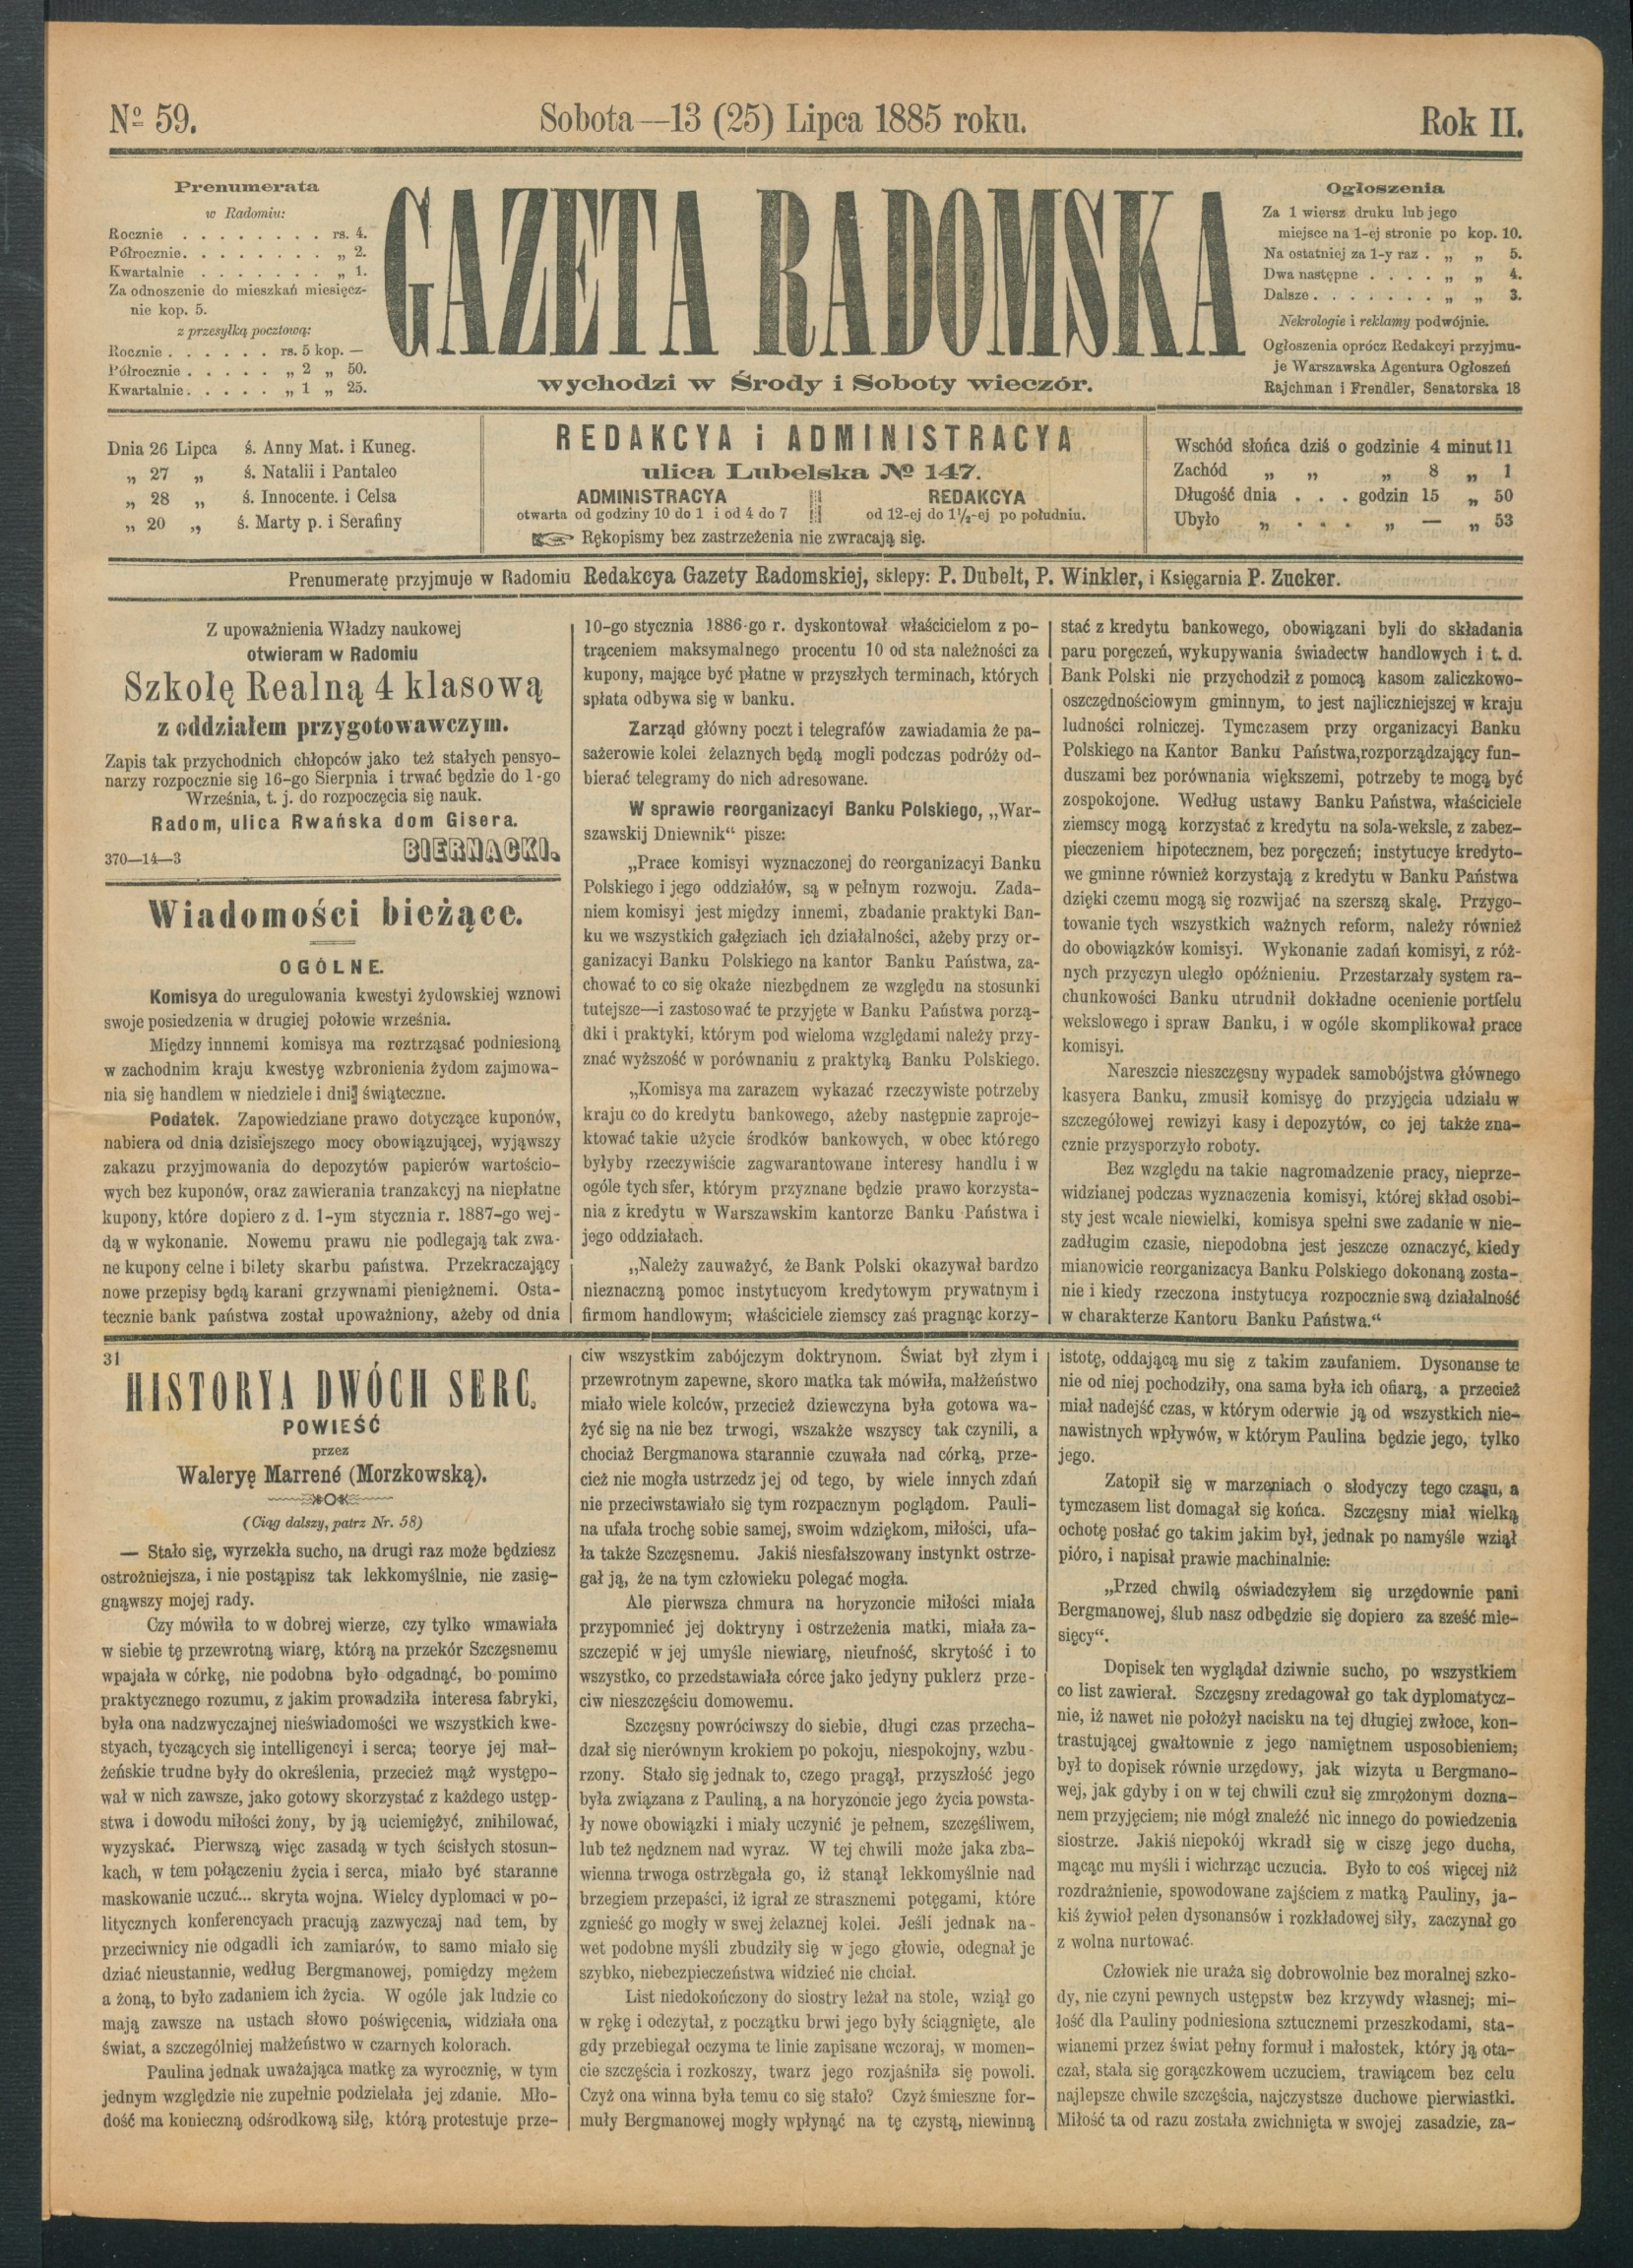 № 59.
Sobota—13 (25) Lipca 1885 roku.
Rok II.
Prenumerata
w Radomiu:
Rocznie . . . . . . . . rs. 4.
Półrocznie. . . . . . . . „ 2.
Kwartalnie . . . . . . . „ 1.
Za odnoszenie do mieszkań miesięcz-
nie kop. 5.
z przesyłką pocztową:
Rocznie . . . . . . rs. 5 kop. —
Półrocznie . . . . . „ 2 „ 50.
Kwartalnie. . . . . „ 1 „ 25.
GAZETA RADOMSKA
wychodzi w Środy i Soboty wieczór.
Ogłoszenia
Za 1 wiersz druku lub jego
miejsce na 1-ej stronie po kop. 10.
Na ostatniej za 1-y raz . „ „ 5.
Dwa następne . . . . „ „ 4.
Dalsze . . . . . . . „ „ 3.
Nekrologie i reklamy podwójnie.
Ogłoszenia oprócz Redakcyi przyjmu-
je Warszawska Agentura Ogłoszeń
Rajchman i Frendler, Senatorska 18
Dnia 26 Lipca ś. Anny Mat. i Kuneg.
„ 27 „ ś. Natalii i Pantaleo
„ 28 „ ś. Innocente. i Celsa
„ 20 „ ś. Marty p. i Serafiny
REDAKCYA i ADMINISTRACYA
ulica Lubelska № 147.
ADMINISTRACYA
otwarta od godziny 10 do 1 i od 4 do 7
REDAKCYA
od 12-ej do 1½-ej po południu.
Rękopismy bez zastrzeżenia nie zwracają się.
Wschód słońca dziś o godzinie 4 minut 11
Zachód „ „ „ 8 „ 1
Długość dnia . . . godzin 15 „ 50
Ubyło „ . . . „ — „ 53
Prenumeratę przyjmuje w Radomiu Redakcya Gazety Radomskiej, sklepy: P. Dubelt, P. Winkler, i Księgarnia P. Zucker.
Z upoważnienia Władzy naukowej
otwieram w Radomiu
Szkołę Realną 4 klasową
z oddziałem przygotowawczym.
Zapis tak przychodnich chłopców jako też stałych pensyo-
narzy rozpocznie się 16-go Sierpnia i trwać będzie do 1-go
Września, t. j. do rozpoczęcia się nauk.
Radom, ulica Rwańska dom Gisera.
370—14—3
BIERNACKI.
Wiadomości bieżące.
OGÓLNE.
Komisya do uregulowania kwestyi żydowskiej wznowi
swoje posiedzenia w drugiej połowie września.
Między innnemi komisya ma roztrząsać podniesioną
w zachodnim kraju kwestyę wzbronienia żydom zajmowa-
nia się handlem w niedziele i dni świąteczne.
Podatek. Zapowiedziane prawo dotyczące kuponów,
nabiera od dnia dzisiejszego mocy obowiązującej, wyjąwszy
zakazu przyjmowania do depozytów papierów wartościo-
wych bez kuponów, oraz zawierania tranzakcyj na niepłatne
kupony, które dopiero z d. 1-ym stycznia r. 1887-go wej-
dą w wykonanie. Nowemu prawu nie podlegają tak zwa-
ne kupony celne i bilety skarbu państwa. Przekraczający
nowe przepisy będą karani grzywnami pieniężnemi. Osta-
tecznie bank państwa został upoważniony, ażeby od dnia
10-go stycznia 1886-go r. dyskontował właścicielom z po-
trąceniem maksymalnego procentu 10 od sta należności za
kupony, mające być płatne w przyszłych terminach, których
spłata odbywa się w banku.
Zarząd główny poczt i telegrafów zawiadamia że pa-
sażerowie kolei żelaznych będą mogli podczas podróży od-
bierać telegramy do nich adresowane.
W sprawie reorganizacyi Banku Polskiego, „War-
szawskij Dniewnik“ pisze:
„Prace komisyi wyznaczonej do reorganizacyi Banku
Polskiego i jego oddziałów, są w pełnym rozwoju. Zada-
niem komisyi jest między innemi, zbadanie praktyki Ban-
ku we wszystkich gałęziach ich działalności, ażeby przy or-
ganizacyi Banku Polskiego na kantor Banku Państwa, za-
chować to co się okaże niezbędnem ze względu na stosunki
tutejsze—i zastosować te przyjęte w Banku Państwa porzą-
dki i praktyki, którym pod wieloma względami należy przy-
znać wyższość w porównaniu z praktyką Banku Polskiego.
„Komisya ma zarazem wykazać rzeczywiste potrzeby
kraju co do kredytu bankowego, ażeby następnie zaproje-
ktować takie użycie środków bankowych, w obec którego
byłyby rzeczywiście zagwarantowane interesy handlu i w
ogóle tych sfer, którym przyznane będzie prawo korzysta-
nia z kredytu w Warszawskim kantorze Banku Państwa i
jego oddziałach.
„Należy zauważyć, że Bank Polski okazywał bardzo
nieznaczną pomoc instytucyom kredytowym prywatnym i
firmom handlowym; właściciele ziemscy zaś pragnąc korzy-
stać z kredytu bankowego, obowiązani byli do składania
paru poręczeń, wykupywania świadectw handlowych i t. d.
Bank Polski nie przychodził z pomocą kasom zaliczkowo-
oszczędnościowym gminnym, to jest najliczniejszej w kraju
ludności rolniczej. Tymczasem przy organizacyi Banku
Polskiego na Kantor Banku Państwa,rozporządzający fun-
duszami bez porównania większemi, potrzeby te mogą być
zospokojone. Według ustawy Banku Państwa, właściciele
ziemscy mogą korzystać z kredytu na sola-weksle, z zabez-
pieczeniem hipotecznem, bez poręczeń; instytucye kredyto-
we gminne również korzystają z kredytu w Banku Państwa
dzięki czemu mogą się rozwijać na szerszą skalę. Przygo-
towanie tych wszystkich ważnych reform, należy również
do obowiązków komisyi. Wykonanie zadań komisyi, z róż-
nych przyczyn uległo opóźnieniu. Przestarzały system ra-
chunkowości Banku utrudnił dokładne ocenienie portfelu
wekslowego i spraw Banku, i w ogóle skomplikował prace
komisyi.
Nareszcie nieszczęsny wypadek samobójstwa głównego
kasyera Banku, zmusił komisyę do przyjęcia udziału w
szczegółowej rewizyi kasy i depozytów, co jej także zna-
cznie przysporzyło roboty.
Bez względu na takie nagromadzenie pracy, nieprze-
widzianej podczas wyznaczenia komisyi, której skład osobi-
sty jest wcale niewielki, komisya spełni swe zadanie w nie-
zadługim czasie, niepodobna jest jeszcze oznaczyć, kiedy
mianowicie reorganizacya Banku Polskiego dokonaną zosta-
nie i kiedy rzeczona instytucya rozpocznie swą działalność
w charakterze Kantoru Banku Państwa.“
31
HISTORYA DWÓCH SERC.
POWIEŚĆ
przez
Waleryę Marrené (Morzkowską).
(Ciąg dalszy, patrz Nr. 58)
— Stało się, wyrzekła sucho, na drugi raz może będziesz
ostrożniejsza, i nie postąpisz tak lekkomyślnie, nie zasię-
gnąwszy mojej rady.
Czy mówiła to w dobrej wierze, czy tylko wmawiała
w siebie tę przewrotną wiarę, którą na przekór Szczęsnemu
wpajała w córkę, nie podobna było odgadnąć, bo pomimo
praktycznego rozumu, z jakim prowadziła interesa fabryki,
była ona nadzwyczajnej nieświadomości we wszystkich kwe-
styach, tyczących się intelligencyi i serca; teorye jej mał-
żeńskie trudne były do określenia, przecież mąż występo-
wał w nich zawsze, jako gotowy skorzystać z każdego ustęp-
stwa i dowodu miłości żony, by ją uciemiężyć, znihilować,
wyzyskać. Pierwszą więc zasadą w tych ścisłych stosun-
kach, w tem połączeniu życia i serca, miało być staranne
maskowanie uczuć... skryta wojna. Wielcy dyplomaci w po-
litycznych konferencyach pracują zazwyczaj nad tem, by
przeciwnicy nie odgadli ich zamiarów, to samo miało się
dziać nieustannie, według Bergmanowej, pomiędzy mężem
a żoną, to było zadaniem ich życia. W ogóle jak ludzie co
mają zawsze na ustach słowo poświęcenia, widziała ona
świat, a szczególniej małżeństwo w czarnych kolorach.
Paulina jednak uważająca matkę za wyrocznię, w tym
jednym względzie nie zupełnie podzielała jej zdanie. Mło-
dość ma konieczną odśrodkową siłę, którą protestuje prze-
ciw wszystkim zabójczym doktrynom. Świat był złym i
przewrotnym zapewne, skoro matka tak mówiła, małżeństwo
miało wiele kolców, przecież dziewczyna była gotowa wa-
żyć się na nie bez trwogi, wszakże wszyscy tak czynili, a
chociaż Bergmanowa starannie czuwała nad córką, prze-
cież nie mogła ustrzedz jej od tego, by wiele innych zdań
nie przeciwstawiało się tym rozpacznym poglądom. Pauli-
na ufała trochę sobie samej, swoim wdziękom, miłości, ufa-
ła także Szczęsnemu. Jakiś niesfałszowany instynkt ostrze-
gał ją, że na tym człowieku polegać mogła.
Ale pierwsza chmura na horyzoncie miłości miała
przypomnieć jej doktryny i ostrzeżenia matki, miała za-
szczepić w jej umyśle niewiarę, nieufność, skrytość i to
wszystko, co przedstawiała córce jako jedyny puklerz prze-
ciw nieszczęściu domowemu.
Szczęsny powróciwszy do siebie, długi czas przecha-
dzał się nierównym krokiem po pokoju, niespokojny, wzbu-
rzony. Stało się jednak to, czego pragął, przyszłość jego
była związana z Pauliną, a na horyzoncie jego życia powsta-
ły nowe obowiązki i miały uczynić je pełnem, szczęśliwem,
lub też nędznem nad wyraz. W tej chwili może jaka zba-
wienna trwoga ostrzegała go, iż stanął lekkomyślnie nad
brzegiem przepaści, iż igrał ze strasznemi potęgami, które
zgnieść go mogły w swej żelaznej kolei. Jeśli jednak na-
wet podobne myśli zbudziły się w jego głowie, odegnał je
szybko, niebezpieczeństwa widzieć nie chciał.
List niedokończony do siostry leżał na stole, wziął go
w rękę i odczytał, z początku brwi jego były ściągnięte, ale
gdy przebiegał oczyma te linie zapisane wczoraj, w momen-
cie szczęścia i rozkoszy, twarz jego rozjaśniła się powoli.
Czyż ona winna była temu co się stało? Czyż śmieszne for-
muły Bergmanowej mogły wpłynąć na tę czystą, niewinną
istotę, oddającą mu się z takim zaufaniem. Dysonanse te
nie od niej pochodziły, ona sama była ich ofiarą, a przecież
miał nadejść czas, w którym oderwie ją od wszystkich nie-
nawistnych wpływów, w którym Paulina będzie jego, tylko
jego.
Zatopił się w marzeniach o słodyczy tego czasu, a
tymczasem list domagał się końca. Szczęsny miał wielką
ochotę posłać go takim jakim był, jednak po namyśle wziął
pióro, i napisał prawie machinalnie:
„Przed chwilą oświadczyłem się urzędownie pani
Bergmanowej, ślub nasz odbędzie się dopiero za sześć mie-
sięcy“.
Dopisek ten wyglądał dziwnie sucho, po wszystkiem
co list zawierał. Szczęsny zredagował go tak dyplomatycz-
nie, iż nawet nie położył nacisku na tej długiej zwłoce, kon-
trastującej gwałtownie z jego namiętnem usposobieniem;
był to dopisek równie urzędowy, jak wizyta u Bergmano-
wej, jak gdyby i on w tej chwili czuł się zmrożonym dozna-
nem przyjęciem; nie mógł znaleźć nic innego do powiedzenia
siostrze. Jakiś niepokój wkradł się w ciszę jego ducha,
mącąc mu myśli i wichrząc uczucia. Było to coś więcej niż
rozdrażnienie, spowodowane zajściem z matką Pauliny, ja-
kiś żywioł pełen dysonansów i rozkładowej siły, zaczynał go
z wolna nurtować.
Człowiek nie uraża się dobrowolnie bez moralnej szko-
dy, nie czyni pewnych ustępstw bez krzywdy własnej; mi-
łość dla Pauliny podniesiona sztucznemi przeszkodami, sta-
wianemi przez świat pełny formuł i małostek, który ją ota-
czał, stała się gorączkowem uczuciem, trawiącem bez celu
najlepsze chwile szczęścia, najczystsze duchowe pierwiastki.
Miłość ta od razu została zwichnięta w swojej zasadzie, za-